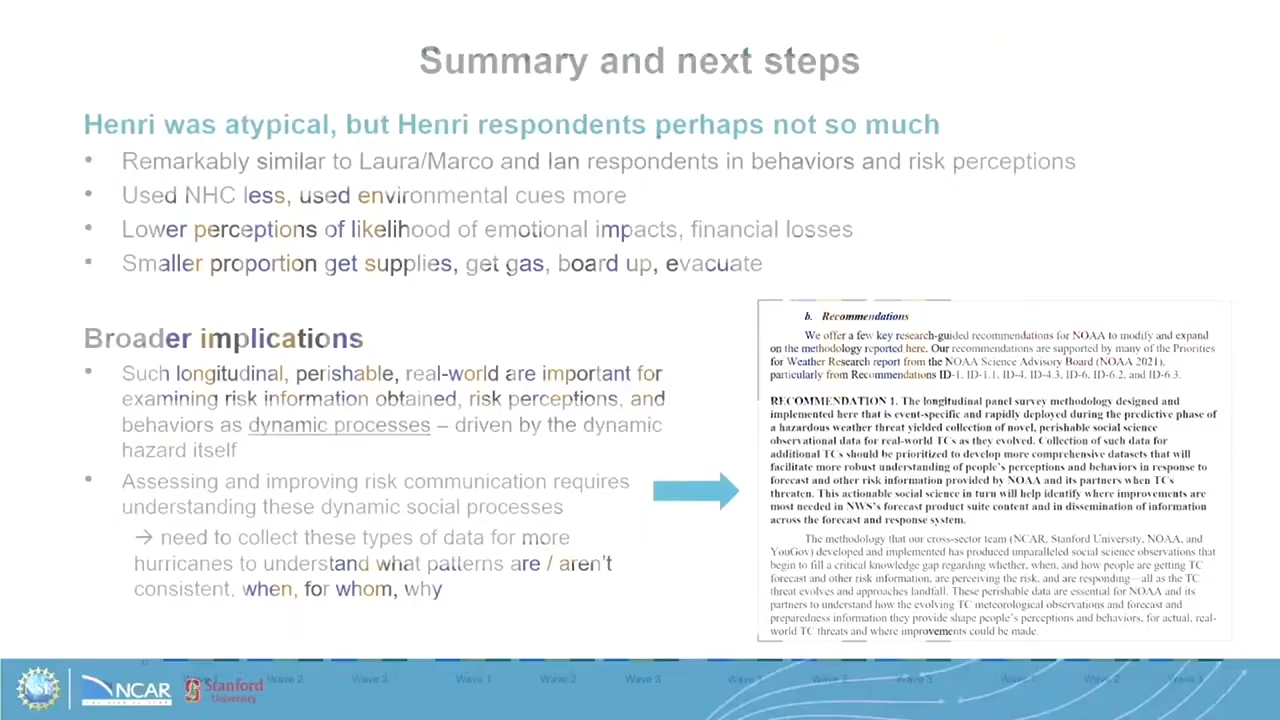 Summary and next steps
Henri was atypical, but Henri respondents perhaps not so much
• Remarkably similar to Laura/Marco and Ian respondents in behaviors and risk perceptions
• Used NHC less, used environmental cues more
• Lower perceptions of likelihood of emotional impacts, financial losses
• Smaller proportion get supplies, get gas, board up, evacuate
Broader implications
• Such longitudinal, perishable, real-world are important for
examining risk information obtained, risk perceptions, and
behaviors as dynamic processes – driven by the dynamic
hazard itself
• Assessing and improving risk communication requires
understanding these dynamic social processes
→ need to collect these types of data for more
hurricanes to understand what patterns are / aren't
consistent, when, for whom, why
b. Recommendations
We offer a few key research-guided recommendations for NOAA to modify and expand
on the methodology reported here. Our recommendations are supported by many of the Priorities
for Weather Research report from the NOAA Science Advisory Board (NOAA 2021),
particularly from Recommendations ID-1, ID-1.1, ID-4, ID-4.3, ID-6, ID-6.2, and ID-6.3.
RECOMMENDATION 1. The longitudinal panel survey methodology designed and
implemented here that is event-specific and rapidly deployed during the predictive phase of
a hazardous weather threat yielded collection of novel, perishable social science
observational data for real-world TCs as they evolved. Collection of such data for
additional TCs should be prioritized to develop more comprehensive datasets that will
facilitate more robust understanding of people's perceptions and behaviors in response to
forecast and other risk information provided by NOAA and its partners when TCs
threaten. This actionable social science in turn will help identify where improvements are
most needed in NWS's forecast product suite content and in dissemination of information
across the forecast and response system.
The methodology that our cross-sector team (NCAR, Stanford University, NOAA, and
YouGov) developed and implemented has produced unparalleled social science observations that
begin to fill a critical knowledge gap regarding whether, when, and how people are getting TC
forecast and other risk information, are perceiving the risk, and are responding—all as the TC
threat evolves and approaches landfall. These perishable data are essential for NOAA and its
partners to understand how the evolving TC meteorological observations and forecast and
preparedness information they provide shape people's perceptions and behaviors, for actual, real-
world TC threats and where improvements could be made.
NSF NCAR Stanford
University
Wave 2 Wave 3 Wave 1 Wave 2 Wave 3 Wave 1 Wave 2 Wave 3 Wave 1 Wave 2 Wave 3